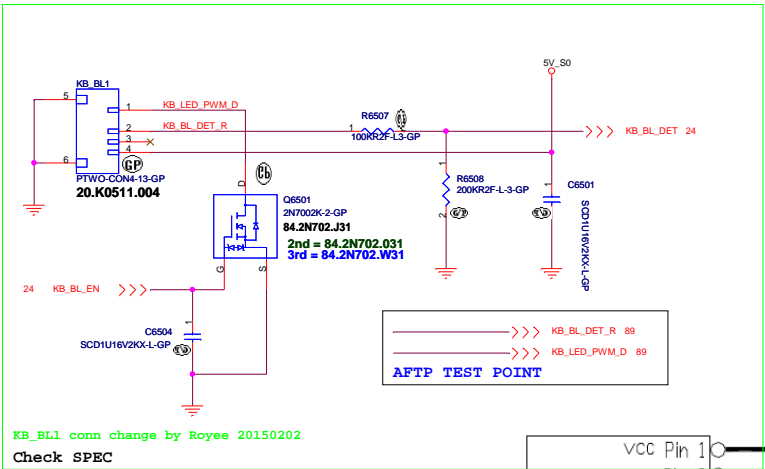 5V_S0
KB_BL1
5
1
KB_LED_PWM_D
R6507
2
KB_BL_DET_R
1
100KR2F-L3-GP
KB_BL_DET 24
3
4
6
GP
PTWO-CON4-13-GP
20.K0511.004
1
R6508
200KR2F-L-3-GP
2
1
C6501
SCD1U16V2KX-L-GP
D
Q6501
2N7002K-2-GP
84.2N702.J31
2nd = 84.2N702.031
3rd = 84.2N702.W31
G
S
24 KB_BL_EN
1
C6504
SCD1U16V2KX-L-GP
KB_BL_DET_R 89
KB_LED_PWM_D 89
AFTP TEST POINT
KB_BL1 conn change by Royee 20150202
Check SPEC
VCC Pin 1